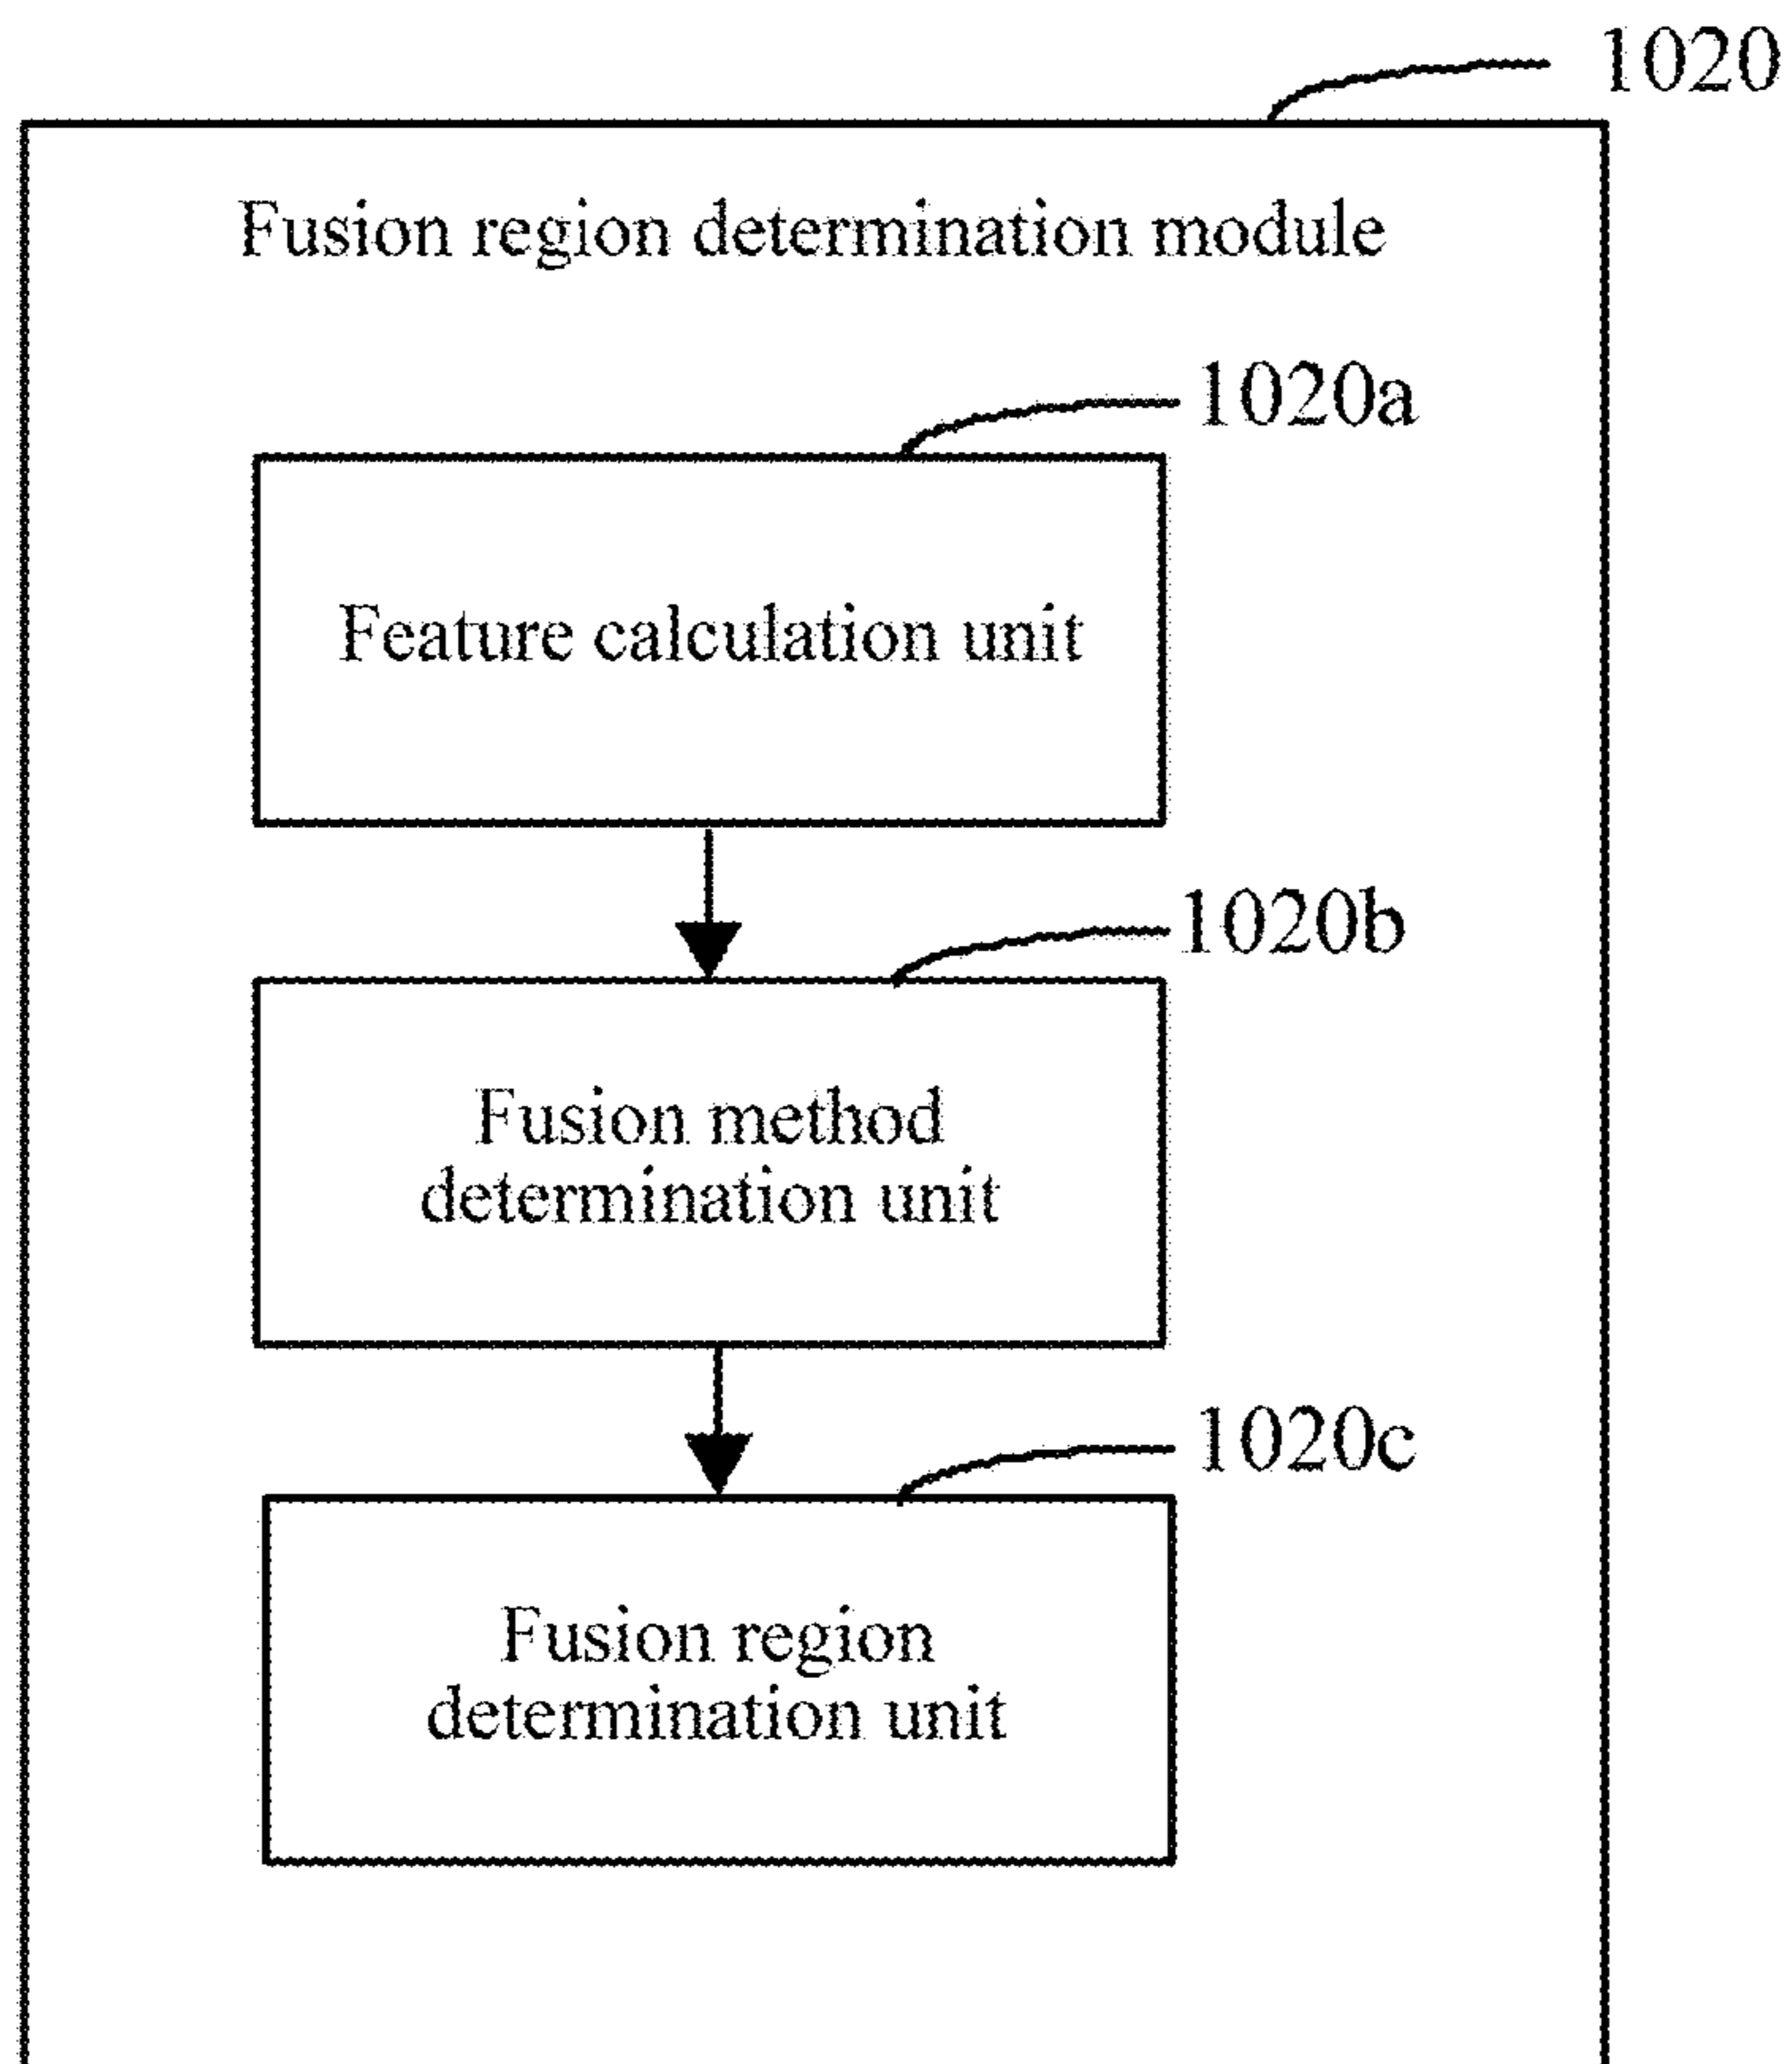 1020
Fusion region determination module
1020a
Feature calculation unit
1020b
Fusion method
determination unit
1020c
Fusion region
determination unit